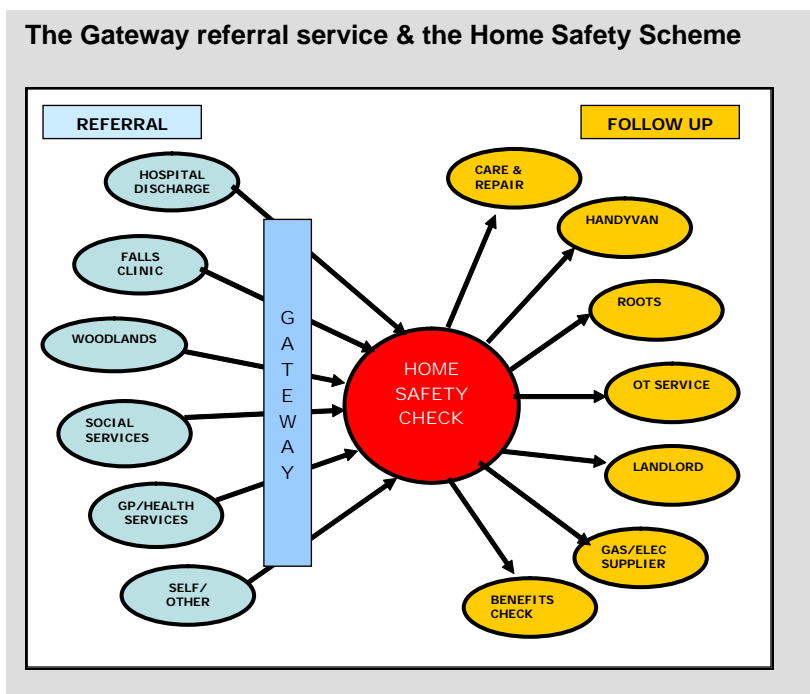 The Gateway referral service & the Home Safety Scheme
REFERRAL
FOLLOW UP
HOSPITAL
DISCHARGE
FALLS
CLINIC
WOODLANDS
SOCIAL
SERVICES
GP/HEALTH
SERVICES
SELF/
OTHER
G
A
T
E
W
A
Y
HOME
SAFETY
CHECK
CARE &
REPAIR
HANDYVAN
ROOTS
OT SERVICE
LANDLORD
GAS/ELEC
SUPPLIER
BENEFITS
CHECK